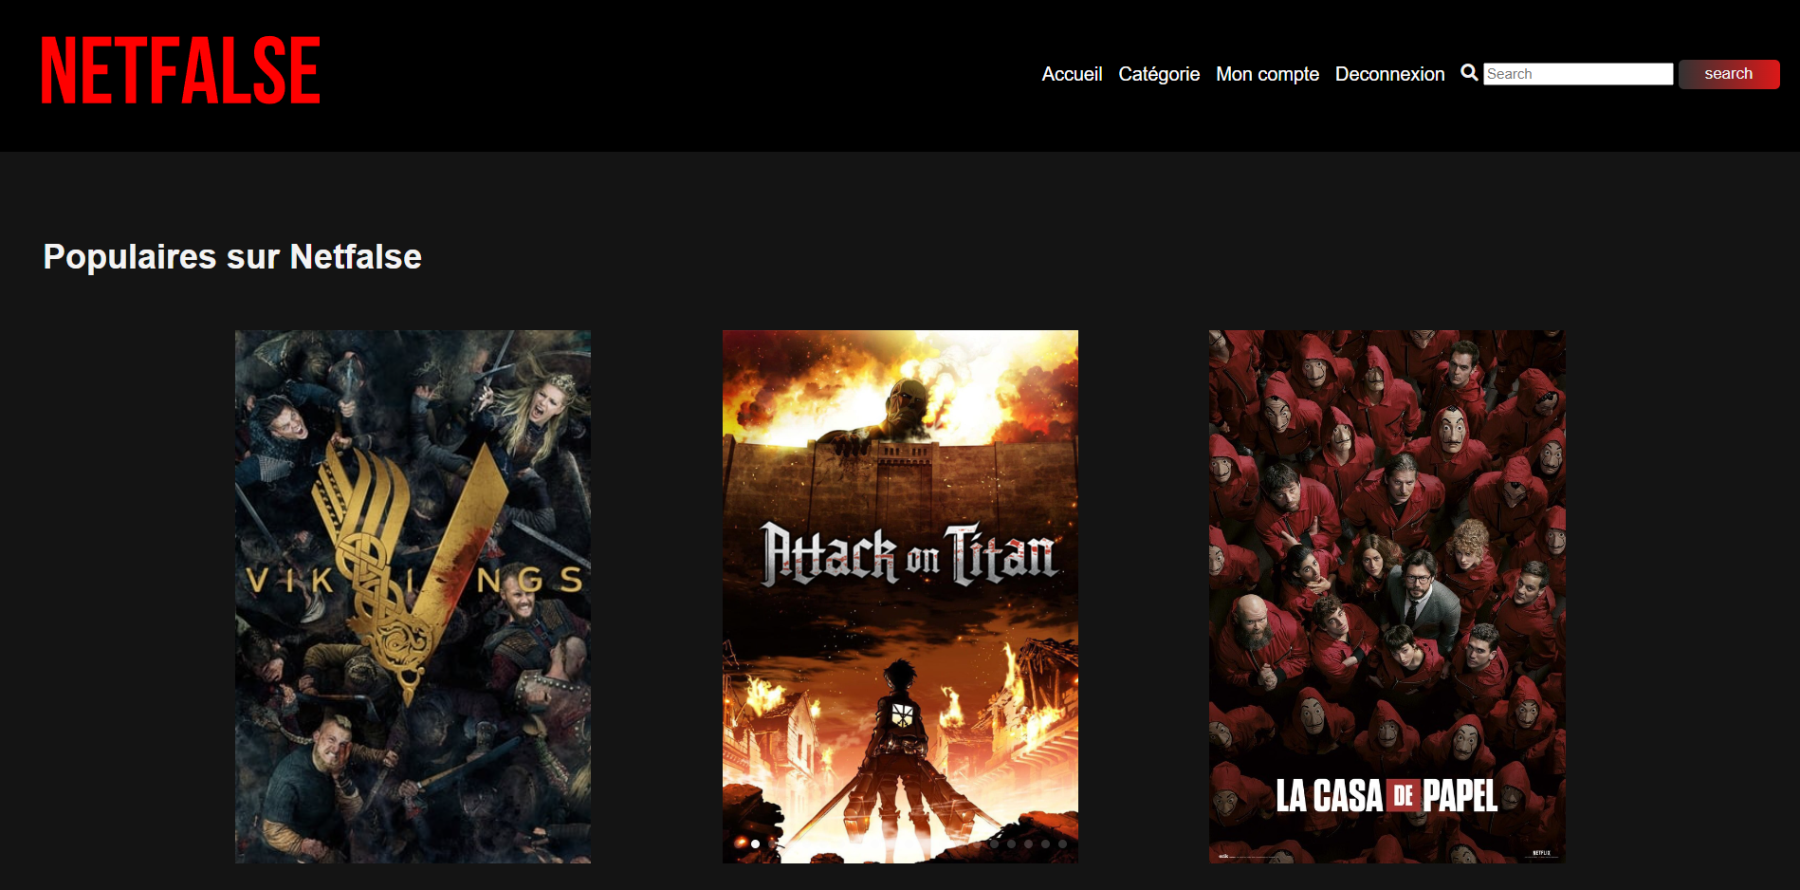 NETFALSE
Accueil Catégorie Mon compte Deconnexion Search search
Populaires sur Netfalse
VIKINGS
Attack on Titan
LA CASA DE PAPEL
NETFLIX